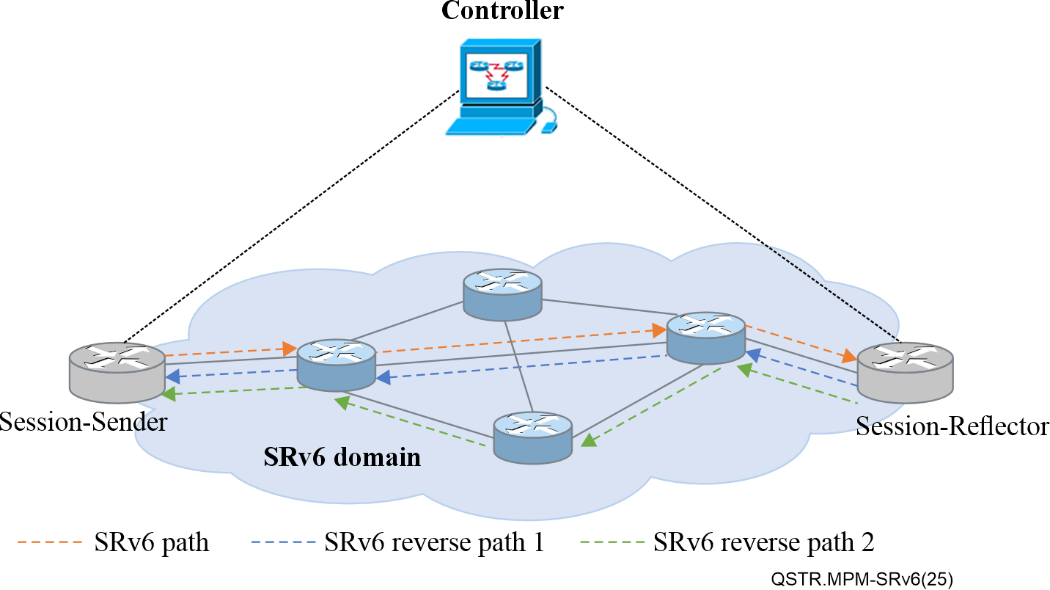 Controller
Session-Sender
Session-Reflector
SRv6 domain
SRv6 path
SRv6 reverse path 1
SRv6 reverse path 2
QSTR.MPM-SRv6(25)